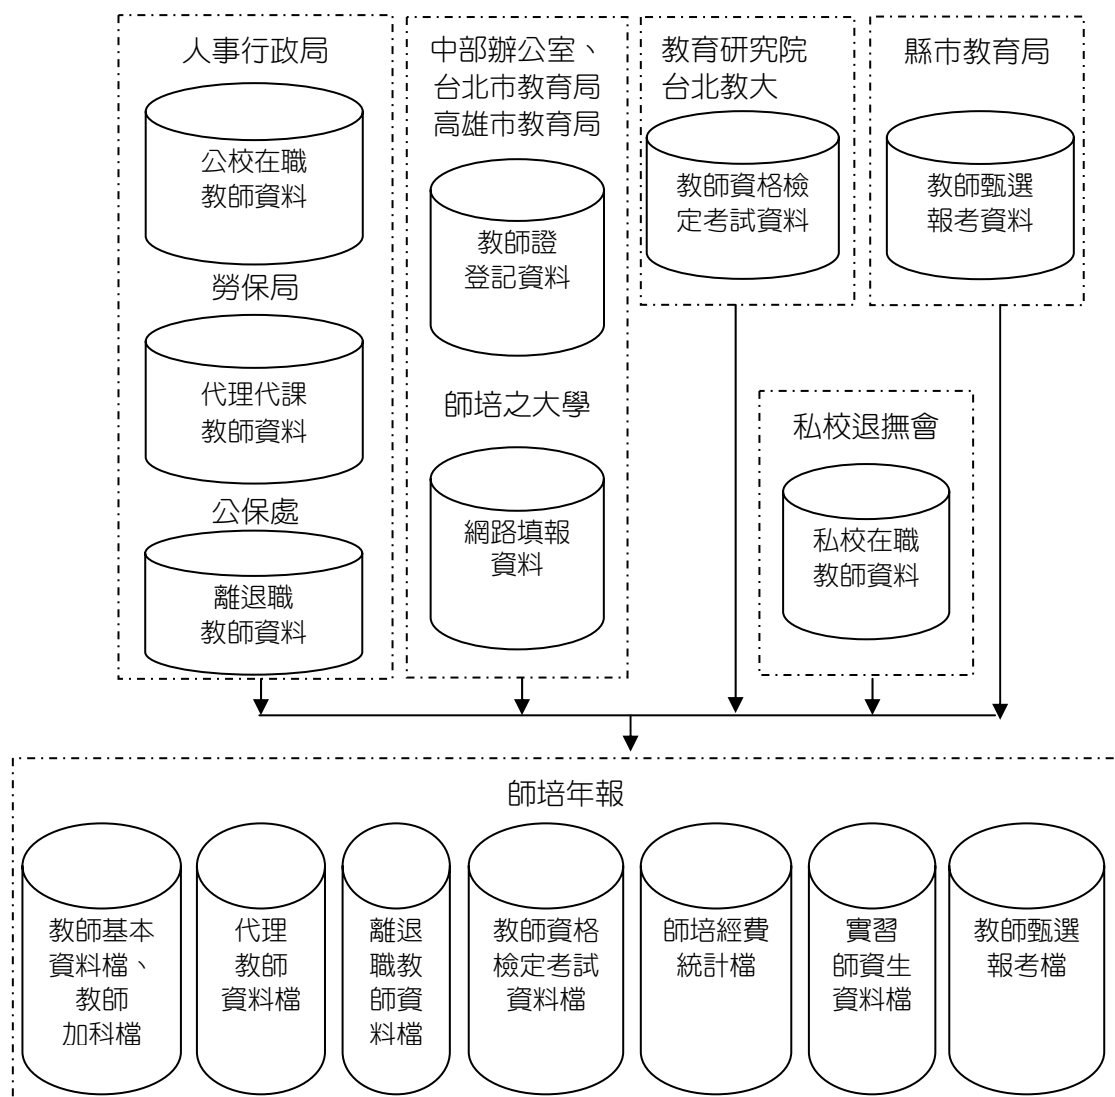 人事行政局
公校在職
教師資料
勞保局
代理代課
教師資料
公保處
離退職
教師資料
中部辦公室、
台北市教育局
高雄市教育局
教師證
登記資料
師培之大學
網路填報
資料
教育研究院
台北教大
教師資格檢
定考試資料
縣市教育局
教師甄選
報考資料
私校退撫會
私校在職
教師資料
師培年報
教師基本
資料檔、
教師
加科檔
代理
教師
資料檔
離退
職教
師資
料檔
教師資格
檢定考試
資料檔
師培經費
統計檔
實習
師資生
資料檔
教師甄選
報考檔